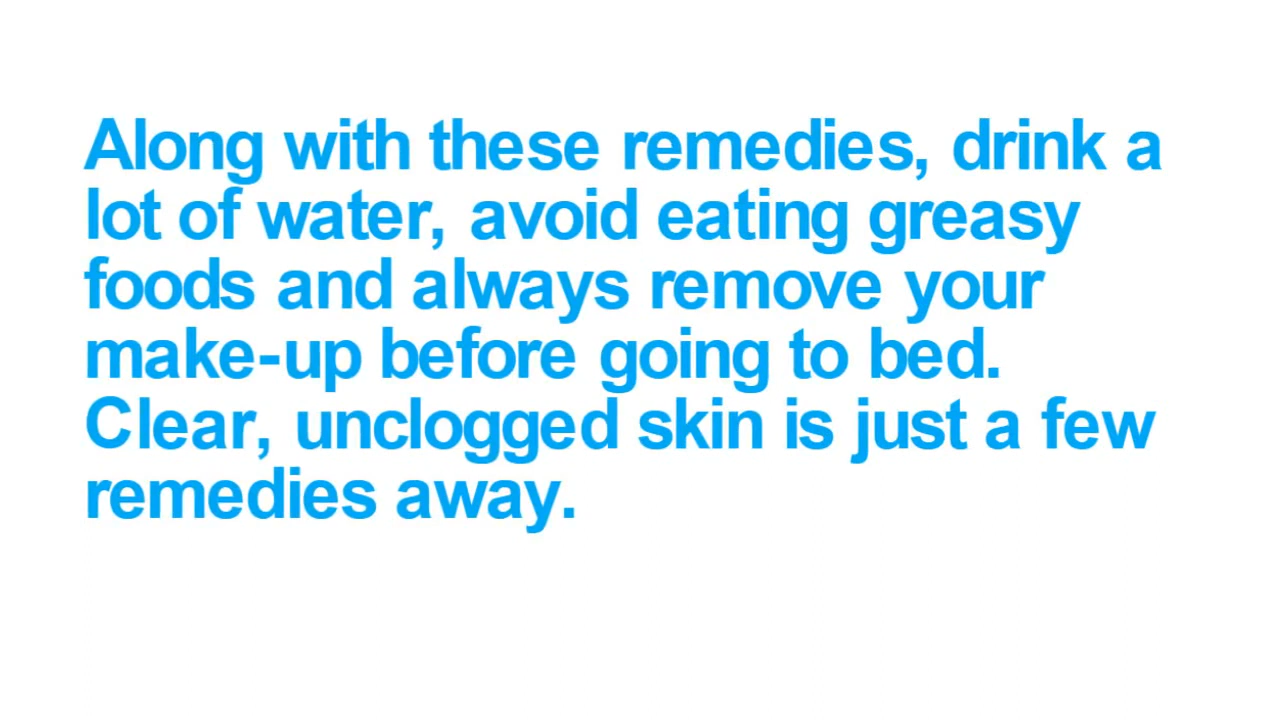 Along with these remedies, drink a
lot of water, avoid eating greasy
foods and always remove your
make-up before going to bed.
Clear, unclogged skin is just a few
remedies away.